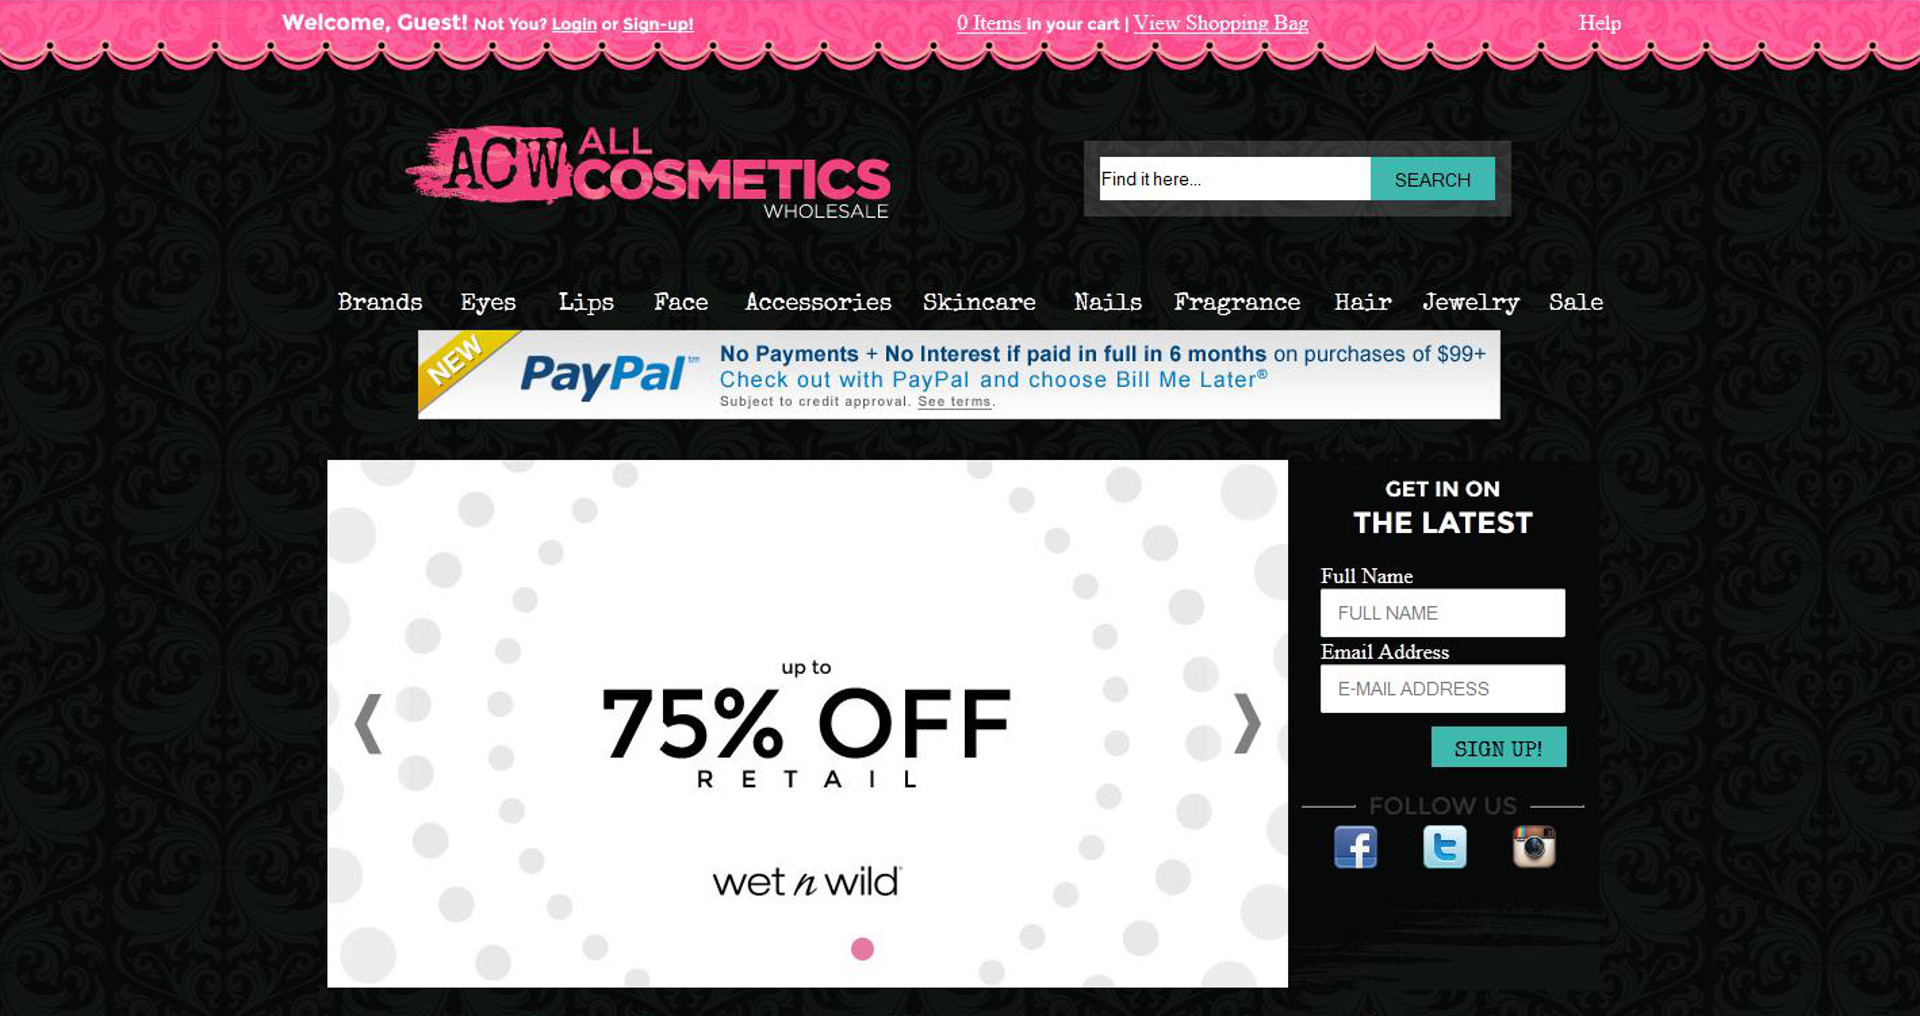 Welcome, Guest! Not You? Login or Sign-up!
0 Items in your cart | View Shopping Bag
Help
ACW ALL COSMETICS WHOLESALE
Find it here...
SEARCH
Brands Eyes Lips Face Accessories Skincare Nails Fragrance Hair Jewelry Sale
NEW
PayPal™
No Payments + No Interest if paid in full in 6 months on purchases of $99+
Check out with PayPal and choose Bill Me Later®
Subject to credit approval. See terms.
up to
75% OFF
RETAIL
wet n wild®
GET IN ON
THE LATEST
Full Name
FULL NAME
Email Address
E-MAIL ADDRESS
SIGN UP!
FOLLOW US